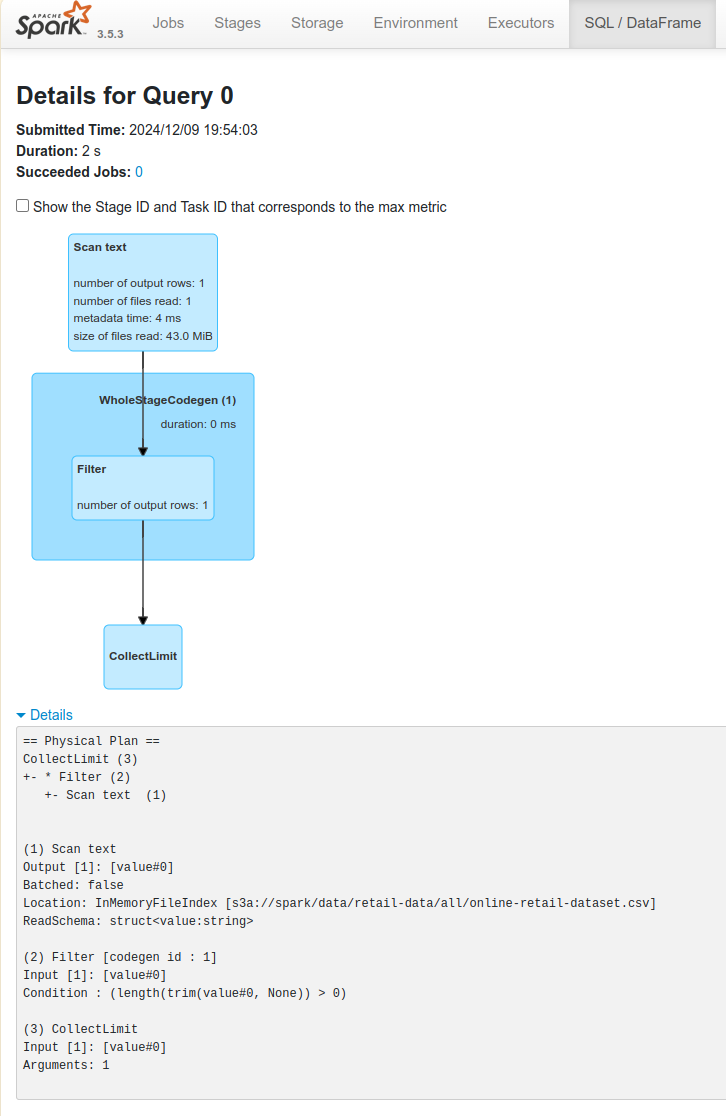 APACHE
Spark 3.5.3 Jobs Stages Storage Environment Executors SQL / DataFrame
Details for Query 0
Submitted Time: 2024/12/09 19:54:03
Duration: 2 s
Succeeded Jobs: 0
Show the Stage ID and Task ID that corresponds to the max metric
Scan text
number of output rows: 1
number of files read: 1
metadata time: 4 ms
size of files read: 43.0 MiB
WholeStageCodegen (1)
duration: 0 ms
Filter
number of output rows: 1
CollectLimit
Details
== Physical Plan ==
CollectLimit (3)
+- * Filter (2)
   +- Scan text  (1)
(1) Scan text
Output [1]: [value#0]
Batched: false
Location: InMemoryFileIndex [s3a://spark/data/retail-data/all/online-retail-dataset.csv]
ReadSchema: struct<value:string>
(2) Filter [codegen id : 1]
Input [1]: [value#0]
Condition : (length(trim(value#0, None)) > 0)
(3) CollectLimit
Input [1]: [value#0]
Arguments: 1